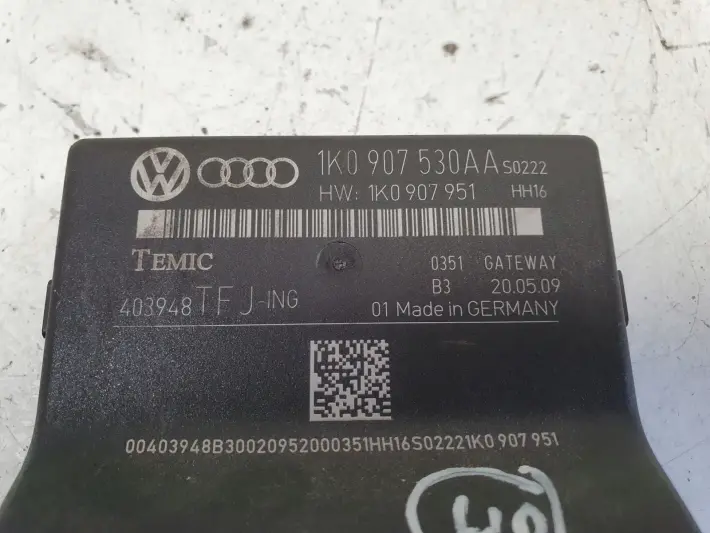 1K0 907 530AA S0222
HW: 1K0 907 951 HH16
TEMIC
0351 GATEWAY
B3 20.05.09
403948 TFJ-ING
01 Made in GERMANY
00403948B30020952000351HH16S02221K0 907 951